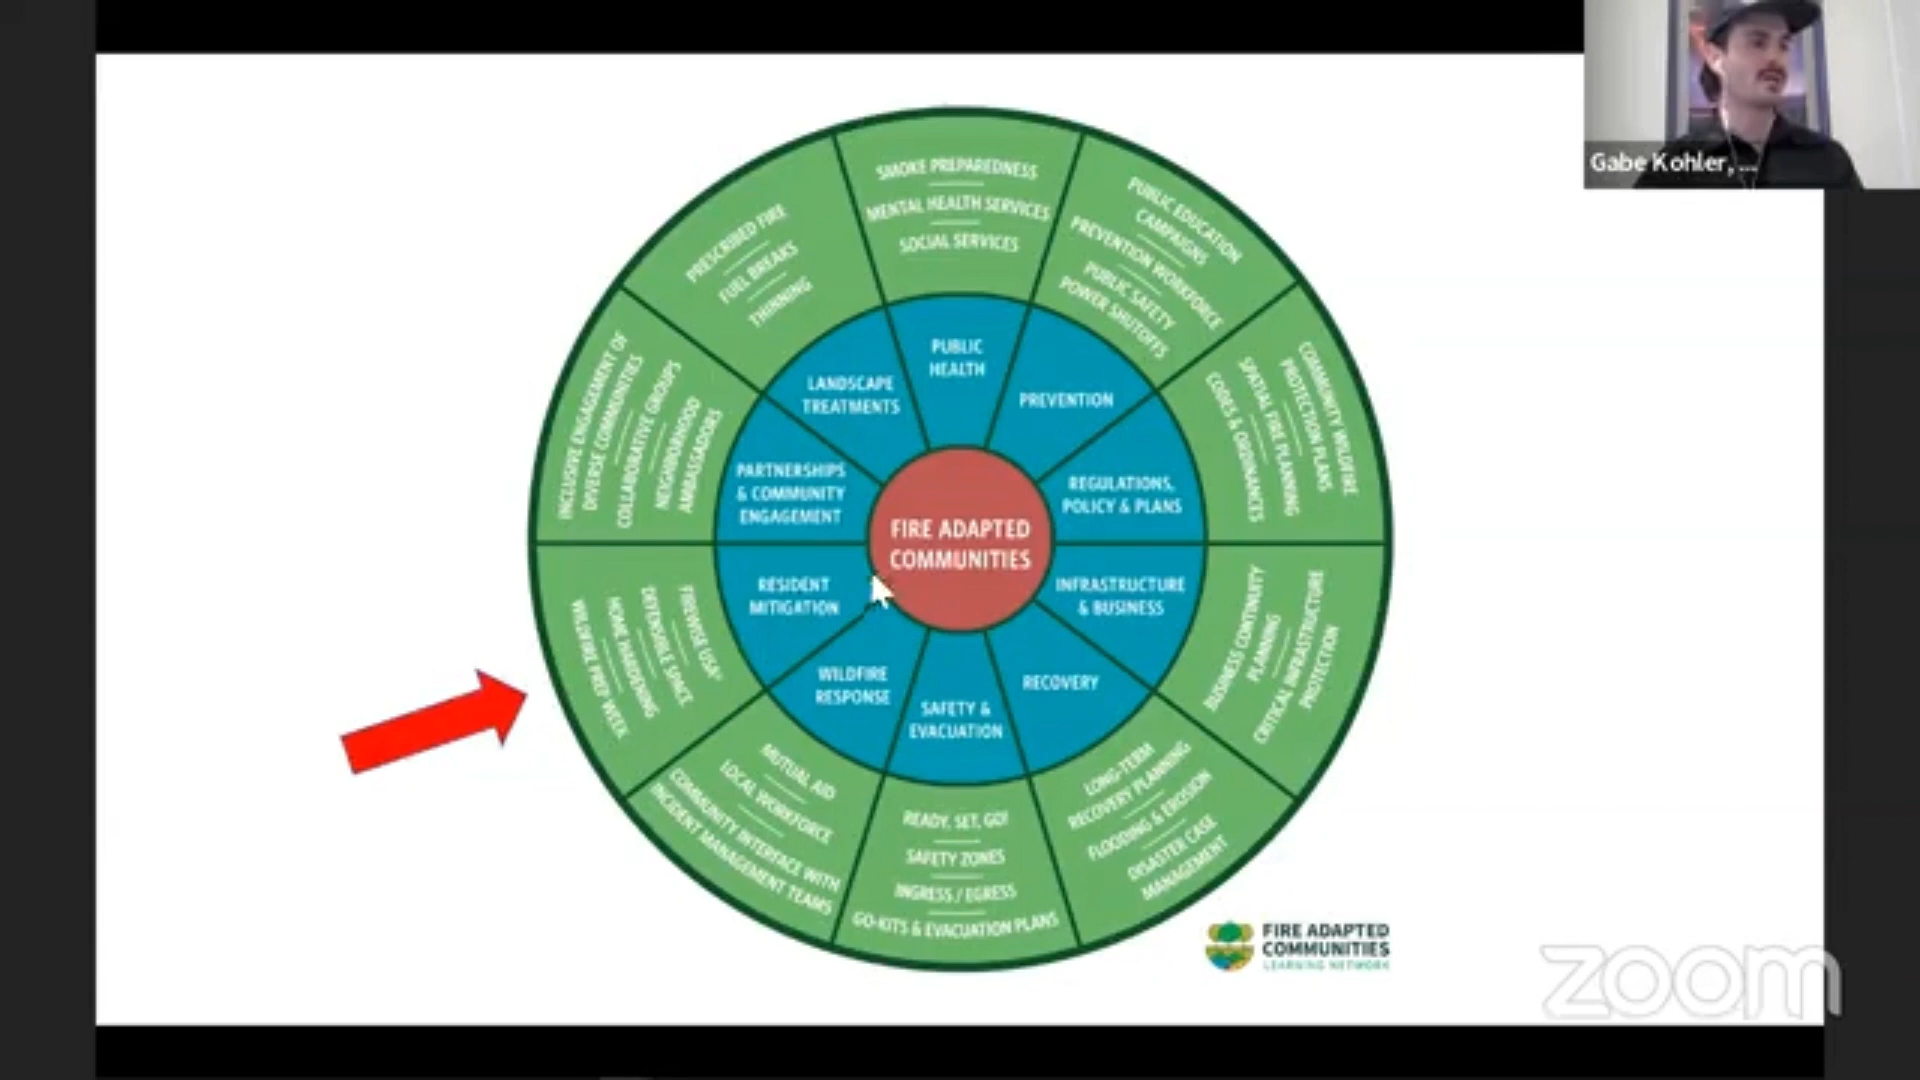 Gabe Kohler, ...
SMOKE PREPAREDNESS
MENTAL HEALTH SERVICES
SOCIAL SERVICES
PUBLIC EDUCATION
CAMPAIGNS
PREVENTION WORKFORCE
PUBLIC SAFETY
POWER SHUTOFFS
COMMUNITY WILDFIRE
PROTECTION PLANS
SPATIAL FIRE PLANNING
CODES & ORDINANCES
BUSINESS CONTINUITY
PLANNING
CRITICAL INFRASTRUCTURE
PROTECTION
LONG-TERM
RECOVERY PLANNING
FLOODING & EROSION
DISASTER CASE
MANAGEMENT
READY, SET, GO!
SAFETY ZONES
INGRESS / EGRESS
GO-KITS & EVACUATION PLANS
MUTUAL AID
LOCAL WORKFORCE
COMMUNITY INTERFACE WITH
INCIDENT MANAGEMENT TEAMS
FIREWISE USA®
DEFENSIBLE SPACE
HOME HARDENING
WILDFIRE PREP WEEK
INCLUSIVE ENGAGEMENT OF
DIVERSE COMMUNITIES
COLLABORATIVE GROUPS
NEIGHBORHOOD
AMBASSADORS
PRESCRIBED FIRE
FUEL BREAKS
THINNING
PUBLIC
HEALTH
PREVENTION
REGULATIONS,
POLICY & PLANS
INFRASTRUCTURE
& BUSINESS
RECOVERY
SAFETY &
EVACUATION
WILDFIRE
RESPONSE
RESIDENT
MITIGATION
PARTNERSHIPS
& COMMUNITY
ENGAGEMENT
LANDSCAPE
TREATMENTS
FIRE ADAPTED
COMMUNITIES
FIRE ADAPTED
COMMUNITIES
LEARNING NETWORK
zoom